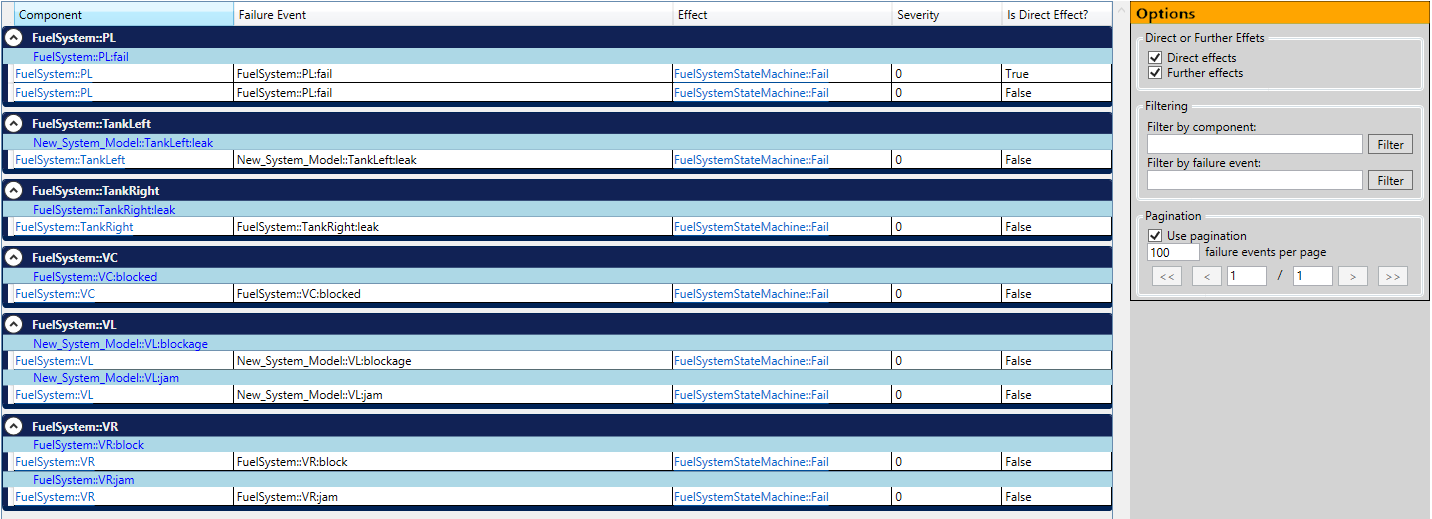 Component Failure Event Effect Severity Is Direct Effect?
FuelSystem::PL
FuelSystem::PL:fail
FuelSystem::PL FuelSystem::PL:fail FuelSystemStateMachine::Fail 0 True
FuelSystem::PL FuelSystem::PL:fail FuelSystemStateMachine::Fail 0 False
FuelSystem::TankLeft
New_System_Model::TankLeft:leak
FuelSystem::TankLeft New_System_Model::TankLeft:leak FuelSystemStateMachine::Fail 0 False
FuelSystem::TankRight
FuelSystem::TankRight:leak
FuelSystem::TankRight FuelSystem::TankRight:leak FuelSystemStateMachine::Fail 0 False
FuelSystem::VC
FuelSystem::VC:blocked
FuelSystem::VC FuelSystem::VC:blocked FuelSystemStateMachine::Fail 0 False
FuelSystem::VL
New_System_Model::VL:blockage
FuelSystem::VL New_System_Model::VL:blockage FuelSystemStateMachine::Fail 0 False
New_System_Model::VL:jam
FuelSystem::VL New_System_Model::VL:jam FuelSystemStateMachine::Fail 0 False
FuelSystem::VR
FuelSystem::VR:block
FuelSystem::VR FuelSystem::VR:block FuelSystemStateMachine::Fail 0 False
FuelSystem::VR:jam
FuelSystem::VR FuelSystem::VR:jam FuelSystemStateMachine::Fail 0 False
Options
Direct or Further Effets
Direct effects
Further effects
Filtering
Filter by component:
Filter
Filter by failure event:
Filter
Pagination
Use pagination
100 failure events per page
<< < 1 / 1 > >>